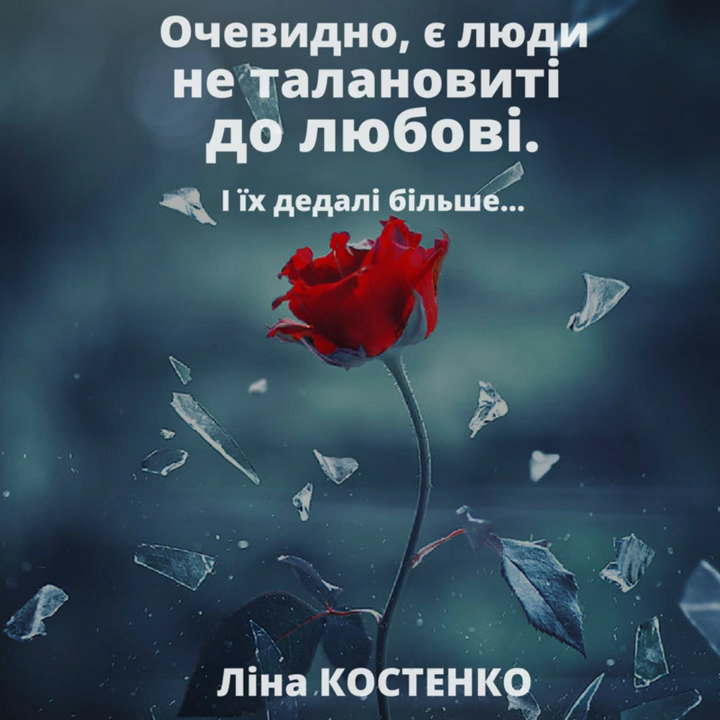 Очевидно, є люди
не талановиті
до любові.
І їх дедалі більше...
Ліна КОСТЕНКО